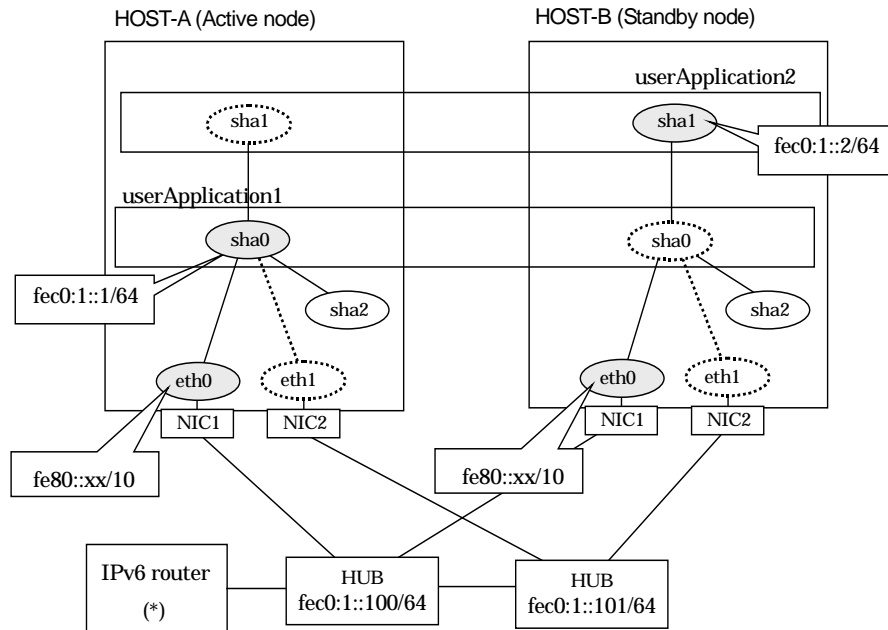 HOST-A (Active node)
HOST-B (Standby node)
userApplication2
sha1
sha1
fec0:1::2/64
userApplication1
sha0
sha0
fec0:1::1/64
sha2
sha2
eth0
eth1
eth0
eth1
NIC1
NIC2
NIC1
NIC2
fe80::xx/10
fe80::xx/10
IPv6 router
(*)
HUB
fec0:1::100/64
HUB
fec0:1::101/64